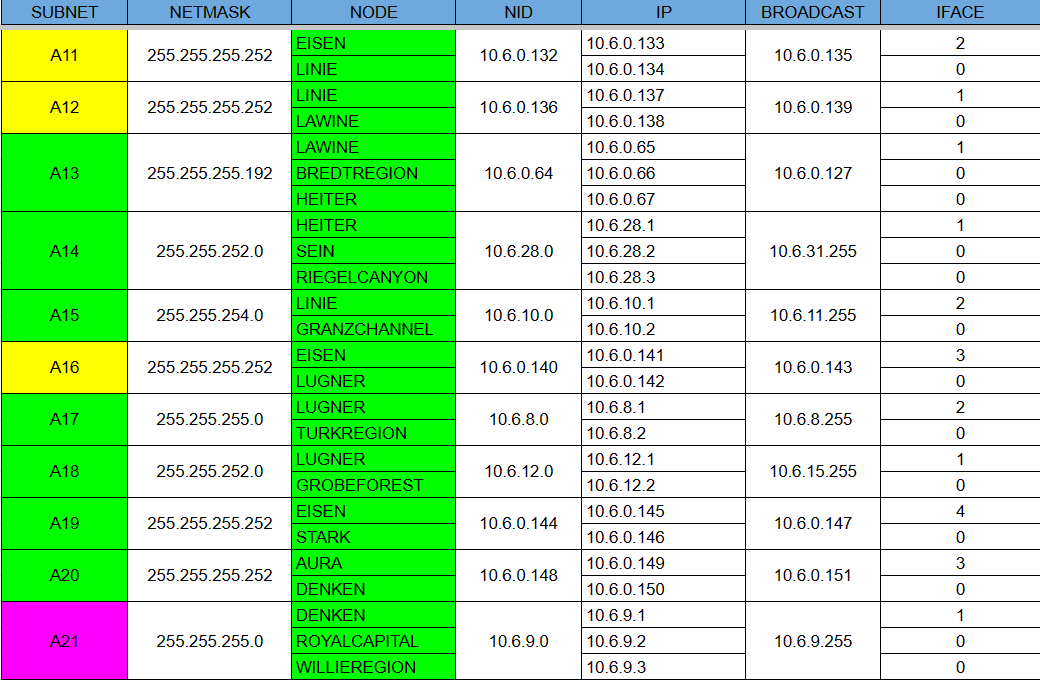 SUBNET NETMASK NODE NID IP BROADCAST IFACE
A11 255.255.255.252 EISEN 10.6.0.132 10.6.0.133 10.6.0.135 2
LINIE 10.6.0.134 0
A12 255.255.255.252 LINIE 10.6.0.136 10.6.0.137 10.6.0.139 1
LAWINE 10.6.0.138 0
A13 255.255.255.192 LAWINE 10.6.0.64 10.6.0.65 10.6.0.127 1
BREDTREGION 10.6.0.66 0
HEITER 10.6.0.67 0
A14 255.255.252.0 HEITER 10.6.28.0 10.6.28.1 10.6.31.255 1
SEIN 10.6.28.2 0
RIEGELCANYON 10.6.28.3 0
A15 255.255.254.0 LINIE 10.6.10.0 10.6.10.1 10.6.11.255 2
GRANZCHANNEL 10.6.10.2 0
A16 255.255.255.252 EISEN 10.6.0.140 10.6.0.141 10.6.0.143 3
LUGNER 10.6.0.142 0
A17 255.255.255.0 LUGNER 10.6.8.0 10.6.8.1 10.6.8.255 2
TURKREGION 10.6.8.2 0
A18 255.255.252.0 LUGNER 10.6.12.0 10.6.12.1 10.6.15.255 1
GROBEFOREST 10.6.12.2 0
A19 255.255.255.252 EISEN 10.6.0.144 10.6.0.145 10.6.0.147 4
STARK 10.6.0.146 0
A20 255.255.255.252 AURA 10.6.0.148 10.6.0.149 10.6.0.151 3
DENKEN 10.6.0.150 0
A21 255.255.255.0 DENKEN 10.6.9.0 10.6.9.1 10.6.9.255 1
ROYALCAPITAL 10.6.9.2 0
WILLIEREGION 10.6.9.3 0